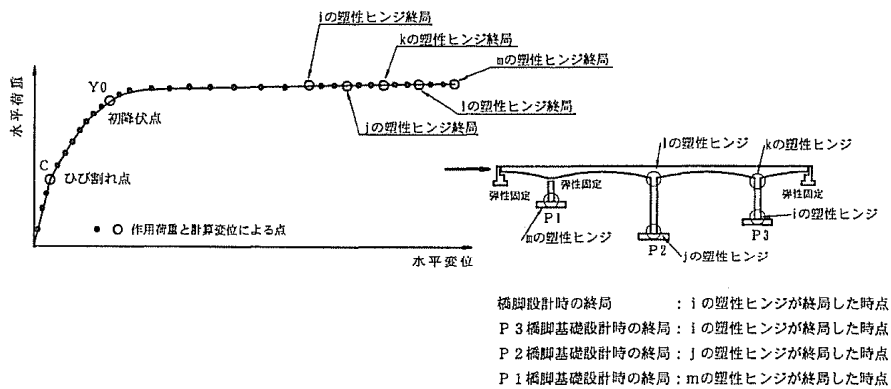 iの塑性ヒンジ終局
kの塑性ヒンジ終局
mの塑性ヒンジ終局
lの塑性ヒンジ終局
jの塑性ヒンジ終局
水平荷重
Y0
初降伏点
C
ひび割れ点
● ○ 作用荷重と計算変位による点
水平変位
lの塑性ヒンジ
kの塑性ヒンジ
弾性固定
弾性固定
弾性固定
P1
mの塑性ヒンジ
P2
jの塑性ヒンジ
iの塑性ヒンジ
P3
橋脚設計時の終局 : iの塑性ヒンジが終局した時点
P3橋脚基礎設計時の終局 : iの塑性ヒンジが終局した時点
P2橋脚基礎設計時の終局 : jの塑性ヒンジが終局した時点
P1橋脚基礎設計時の終局 : mの塑性ヒンジが終局した時点